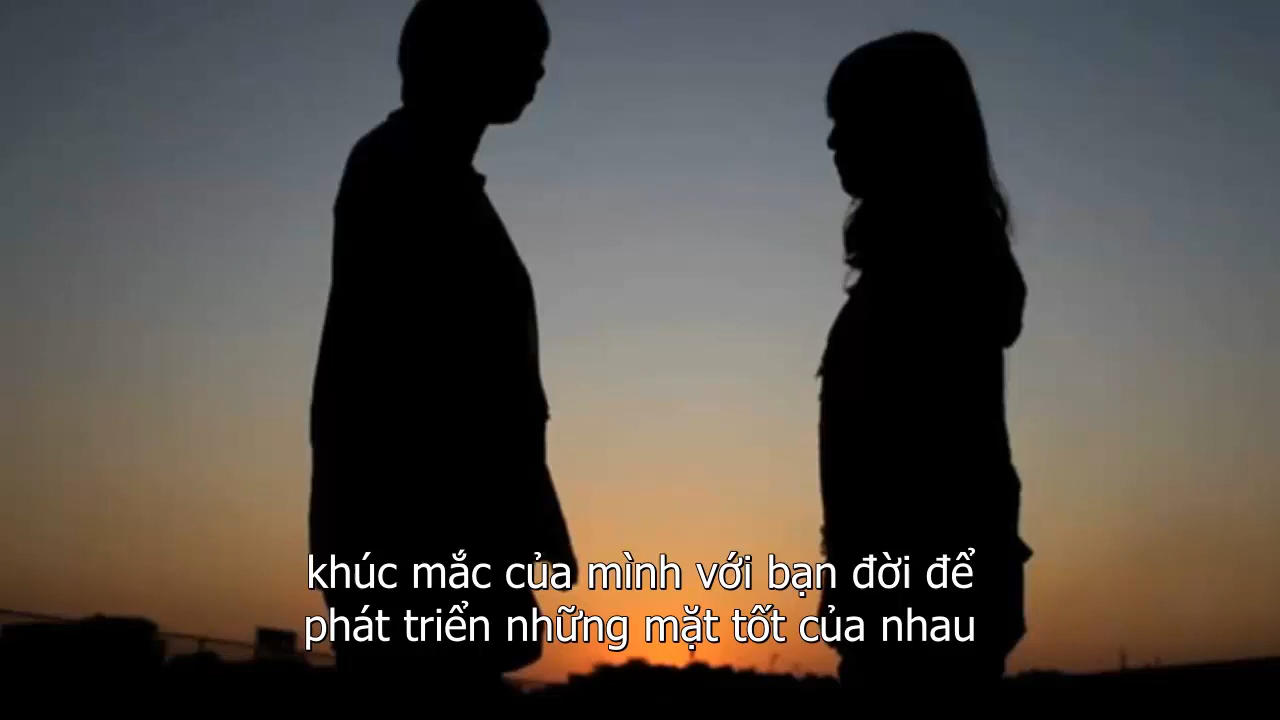 khúc mắc của mình với bạn đời để
phát triển những mặt tốt của nhau